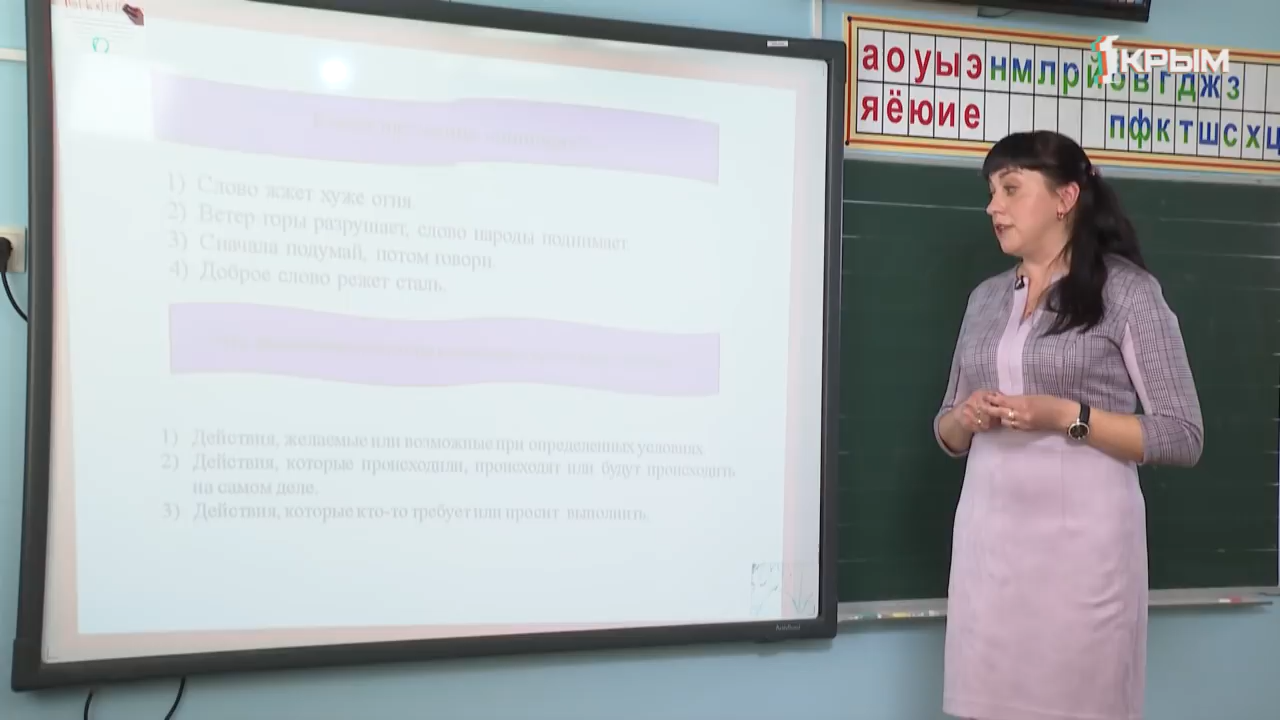 1) Слово жжет хуже огня.
2) Ветер горы разрушает, слово народы поднимает
3) Сначала подумай, потом говори.
4) Доброе слово режет сталь.
1) Действия, желаемые или возможные при определенных условиях
2) Действия, которые происходили, происходят или будут происходить
на самом деле.
3) Действия, которые кто-то требует или просит выполнить.
а о у ы э н м л р й б в г д ж з
я ё ю и е п ф к т ш с х ц
1 КРЫМ